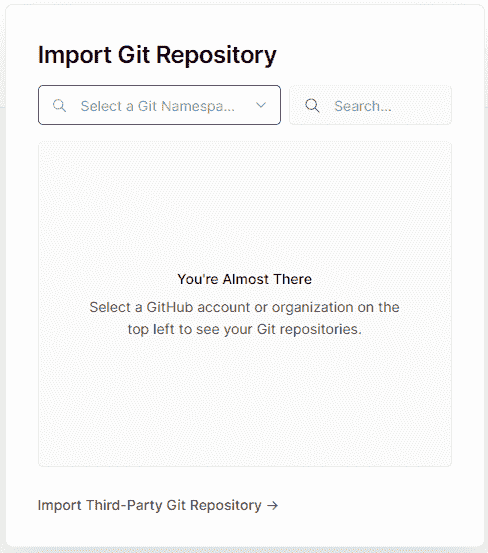 Import Git Repository
Select a Git Namespa...
Search...
You're Almost There
Select a GitHub account or organization on the
top left to see your Git repositories.
Import Third-Party Git Repository →